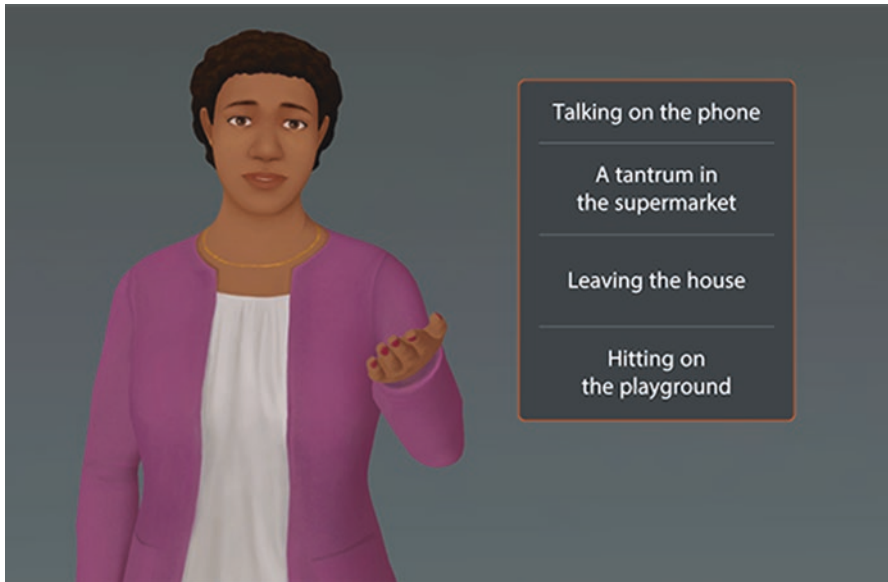 Talking on the phone
A tantrum in
the supermarket
Leaving the house
Hitting on
the playground